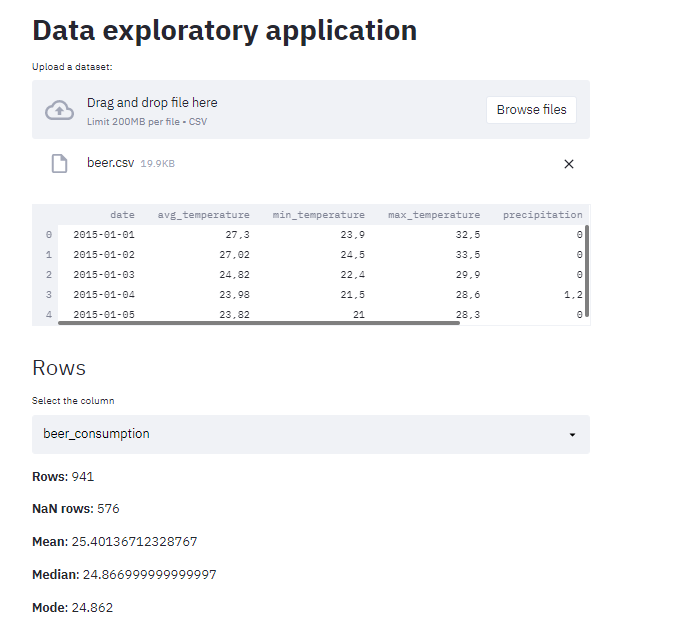 Data exploratory application
Upload a dataset:
Drag and drop file here
Limit 200MB per file • CSV
Browse files
beer.csv 19.9KB
date avg_temperature min_temperature max_temperature precipitation
0 2015-01-01 27,3 23,9 32,5 0
1 2015-01-02 27,02 24,5 33,5 0
2 2015-01-03 24,82 22,4 29,9 0
3 2015-01-04 23,98 21,5 28,6 1,2
4 2015-01-05 23,82 21 28,3 0
Rows
Select the column
beer_consumption
Rows: 941
NaN rows: 576
Mean: 25.40136712328767
Median: 24.866999999999997
Mode: 24.862